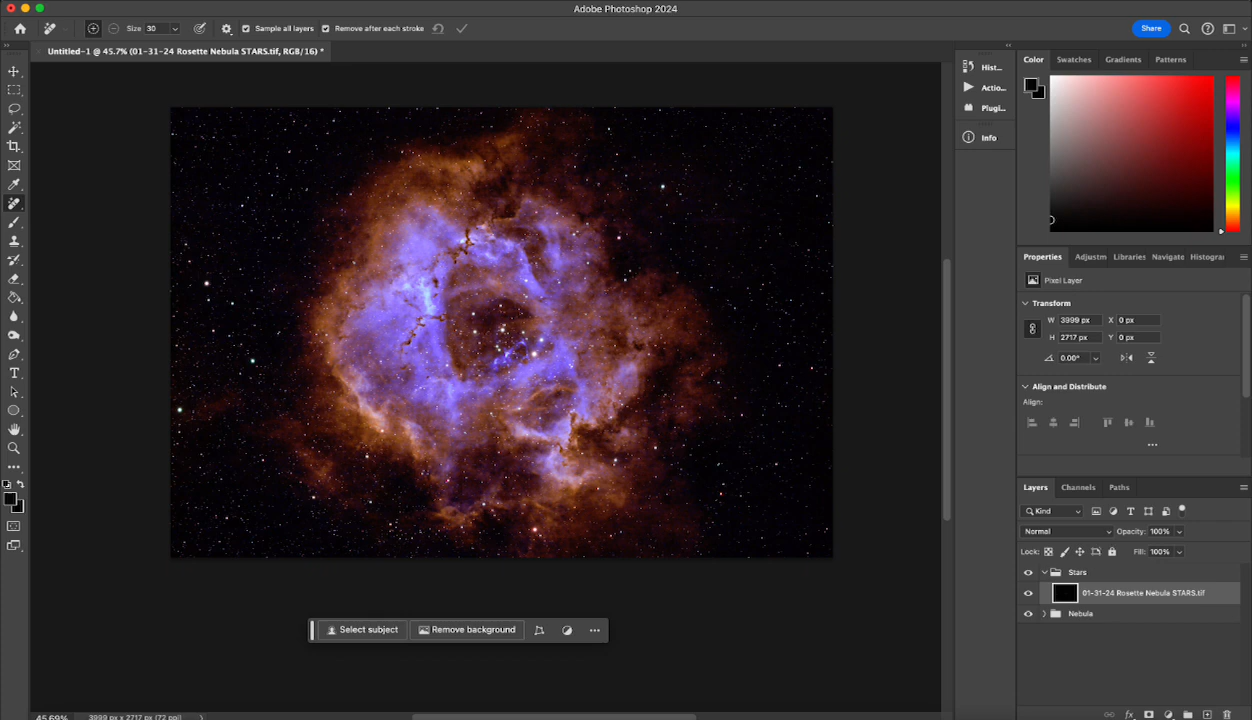 Adobe Photoshop 2024
Size 30 Sample all layers Remove after each stroke Share
Untitled-1 @ 45.7% (01-31-24 Rosette Nebula STARS.tif, RGB/16) *
Hist...
Actio...
Plugi...
Info
Color Swatches Gradients Patterns
Properties Adjustm Libraries Navigate Histogra
Pixel Layer
Transform
W 3999 px X 0 px
H 2717 px Y 0 px
0.00°
Align and Distribute
Align:
Layers Channels Paths
Kind
Normal Opacity: 100%
Lock: Fill: 100%
Stars
01-31-24 Rosette Nebula STARS.tif
Nebula
Select subject Remove background
45.69% 3999 px x 2717 px (72 ppi)